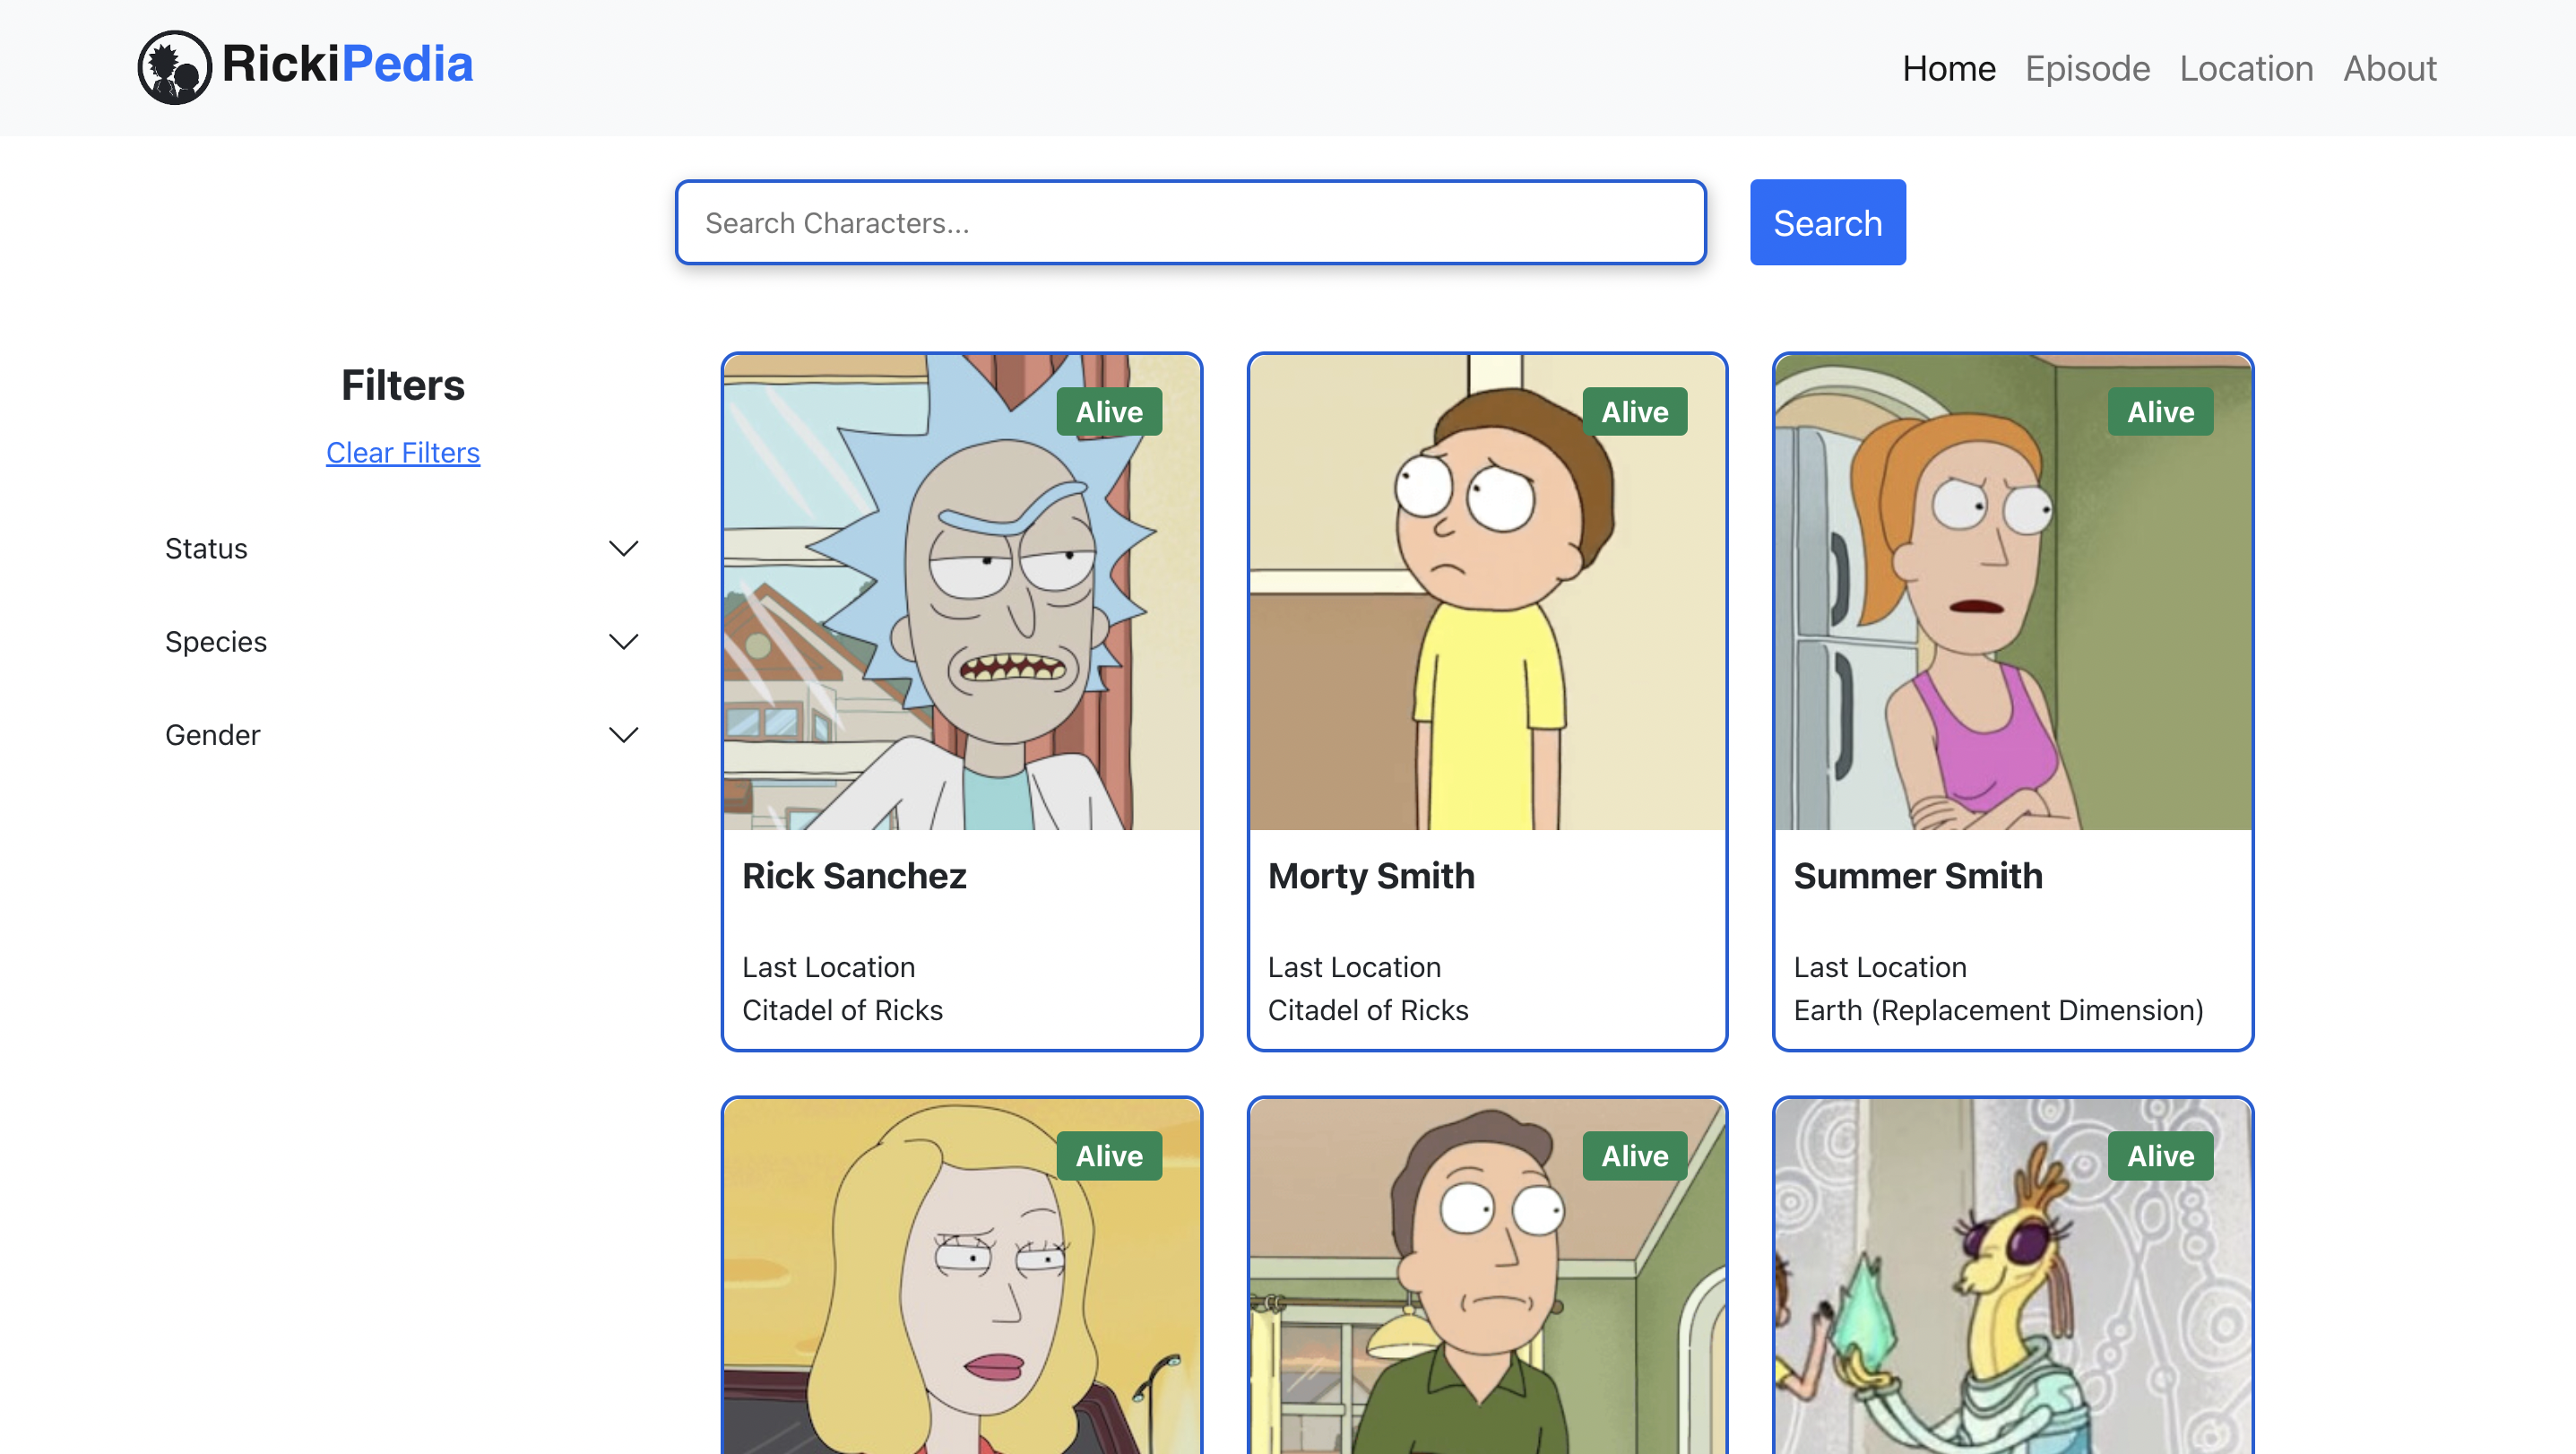 RickiPedia
Home Episode Location About
Search Characters...
Search
Filters
Clear Filters
Status
Species
Gender
Alive
Rick Sanchez
Last Location
Citadel of Ricks
Alive
Morty Smith
Last Location
Citadel of Ricks
Alive
Summer Smith
Last Location
Earth (Replacement Dimension)
Alive
Alive
Alive